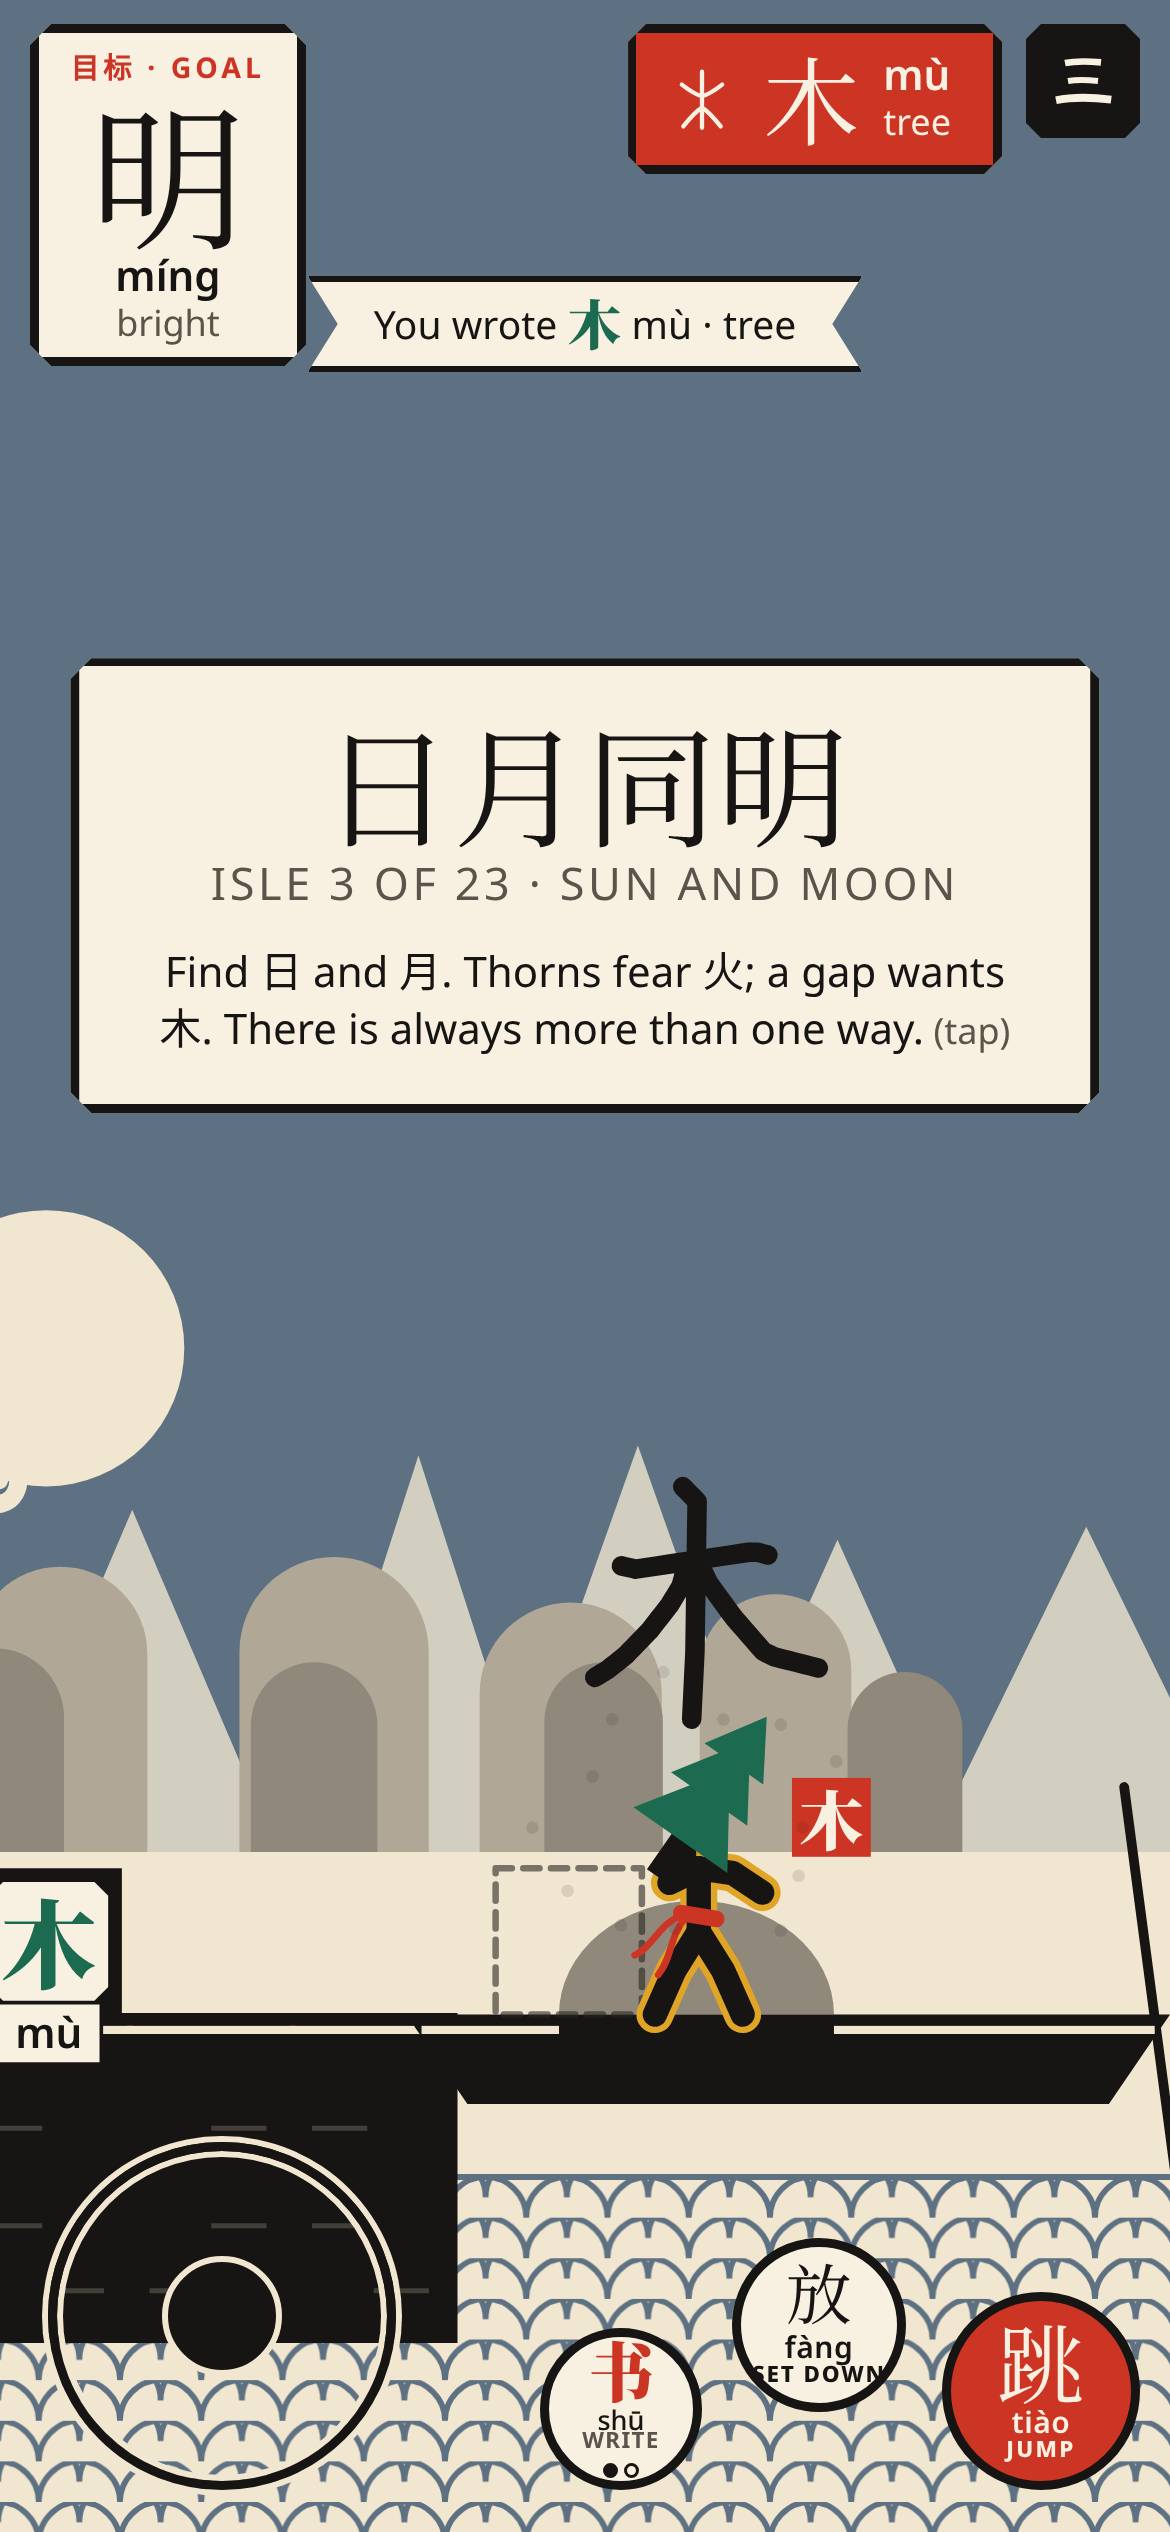 目标 · GOAL
明
míng
bright
木 木 mù
tree
三
You wrote 木 mù · tree
日月同明
ISLE 3 OF 23 · SUN AND MOON
Find 日 and 月. Thorns fear 火; a gap wants
木. There is always more than one way. (tap)
木
木
木
mù
放
fàng
SET DOWN
书
shū
WRITE
跳
tiào
JUMP